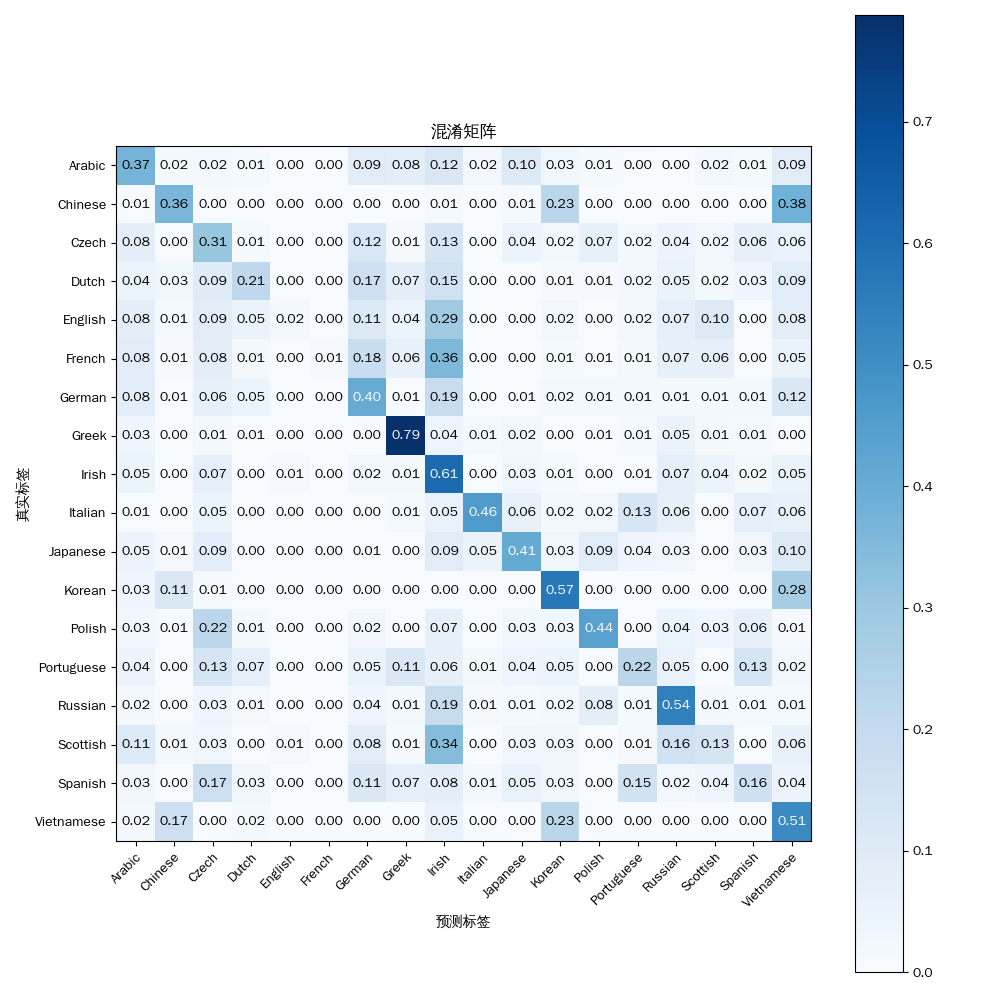 混淆矩阵
Arabic 0.37 0.02 0.02 0.01 0.00 0.00 0.09 0.08 0.12 0.02 0.10 0.03 0.01 0.00 0.00 0.02 0.01 0.09
Chinese 0.01 0.36 0.00 0.00 0.00 0.00 0.00 0.00 0.01 0.00 0.01 0.23 0.00 0.00 0.00 0.00 0.00 0.38
Czech 0.08 0.00 0.31 0.01 0.00 0.00 0.12 0.01 0.13 0.00 0.04 0.02 0.07 0.02 0.04 0.02 0.06 0.06
Dutch 0.04 0.03 0.09 0.21 0.00 0.00 0.17 0.07 0.15 0.00 0.00 0.01 0.01 0.02 0.05 0.02 0.03 0.09
English 0.08 0.01 0.09 0.05 0.02 0.00 0.11 0.04 0.29 0.00 0.00 0.02 0.00 0.02 0.07 0.10 0.00 0.08
French 0.08 0.01 0.08 0.01 0.00 0.01 0.18 0.06 0.36 0.00 0.00 0.01 0.01 0.01 0.07 0.06 0.00 0.05
German 0.08 0.01 0.06 0.05 0.00 0.00 0.40 0.01 0.19 0.00 0.01 0.02 0.01 0.01 0.01 0.01 0.01 0.12
Greek 0.03 0.00 0.01 0.01 0.00 0.00 0.00 0.79 0.04 0.01 0.02 0.00 0.01 0.01 0.05 0.01 0.01 0.00
Irish 0.05 0.00 0.07 0.00 0.01 0.00 0.02 0.01 0.61 0.00 0.03 0.01 0.00 0.01 0.07 0.04 0.02 0.05
Italian 0.01 0.00 0.05 0.00 0.00 0.00 0.00 0.01 0.05 0.46 0.06 0.02 0.02 0.13 0.06 0.00 0.07 0.06
Japanese 0.05 0.01 0.09 0.00 0.00 0.00 0.01 0.00 0.09 0.05 0.41 0.03 0.09 0.04 0.03 0.00 0.03 0.10
Korean 0.03 0.11 0.01 0.00 0.00 0.00 0.00 0.00 0.00 0.00 0.00 0.57 0.00 0.00 0.00 0.00 0.00 0.28
Polish 0.03 0.01 0.22 0.01 0.00 0.00 0.02 0.00 0.07 0.00 0.03 0.03 0.44 0.00 0.04 0.03 0.06 0.01
Portuguese 0.04 0.00 0.13 0.07 0.00 0.00 0.05 0.11 0.06 0.01 0.04 0.05 0.00 0.22 0.05 0.00 0.13 0.02
Russian 0.02 0.00 0.03 0.01 0.00 0.00 0.04 0.01 0.19 0.01 0.01 0.02 0.08 0.01 0.54 0.01 0.01 0.01
Scottish 0.11 0.01 0.03 0.00 0.01 0.00 0.08 0.01 0.34 0.00 0.03 0.03 0.00 0.01 0.16 0.13 0.00 0.06
Spanish 0.03 0.00 0.17 0.03 0.00 0.00 0.11 0.07 0.08 0.01 0.05 0.03 0.00 0.15 0.02 0.04 0.16 0.04
Vietnamese 0.02 0.17 0.00 0.02 0.00 0.00 0.00 0.00 0.05 0.00 0.00 0.23 0.00 0.00 0.00 0.00 0.00 0.51
Arabic Chinese Czech Dutch English French German Greek Irish Italian Japanese Korean Polish Portuguese Russian Scottish Spanish Vietnamese
预测标签
真实标签
0.7
0.6
0.5
0.4
0.3
0.2
0.1
0.0